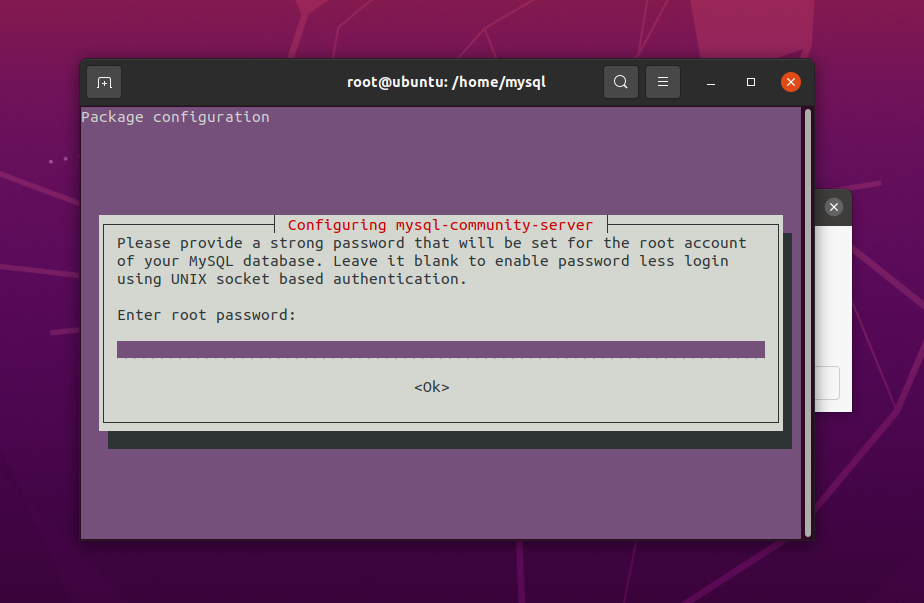 root@ubuntu: /home/mysql
Package configuration
Configuring mysql-community-server
Please provide a strong password that will be set for the root account
of your MySQL database. Leave it blank to enable password less login
using UNIX socket based authentication.
Enter root password:
<Ok>